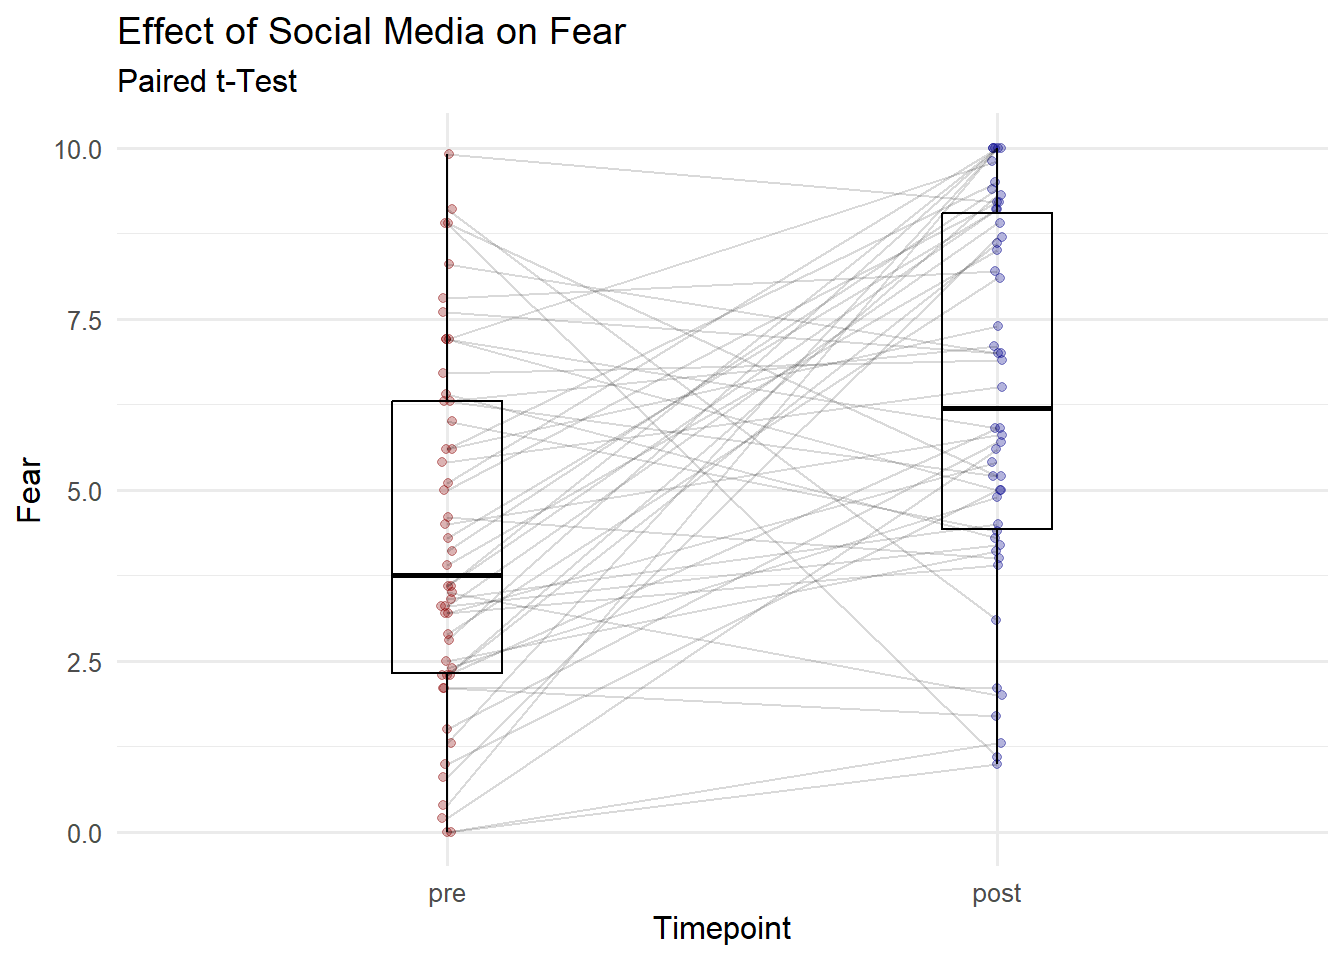 Effect of Social Media on Fear
Paired t-Test
10.0
7.5
5.0
2.5
0.0
Fear
pre
post
Timepoint